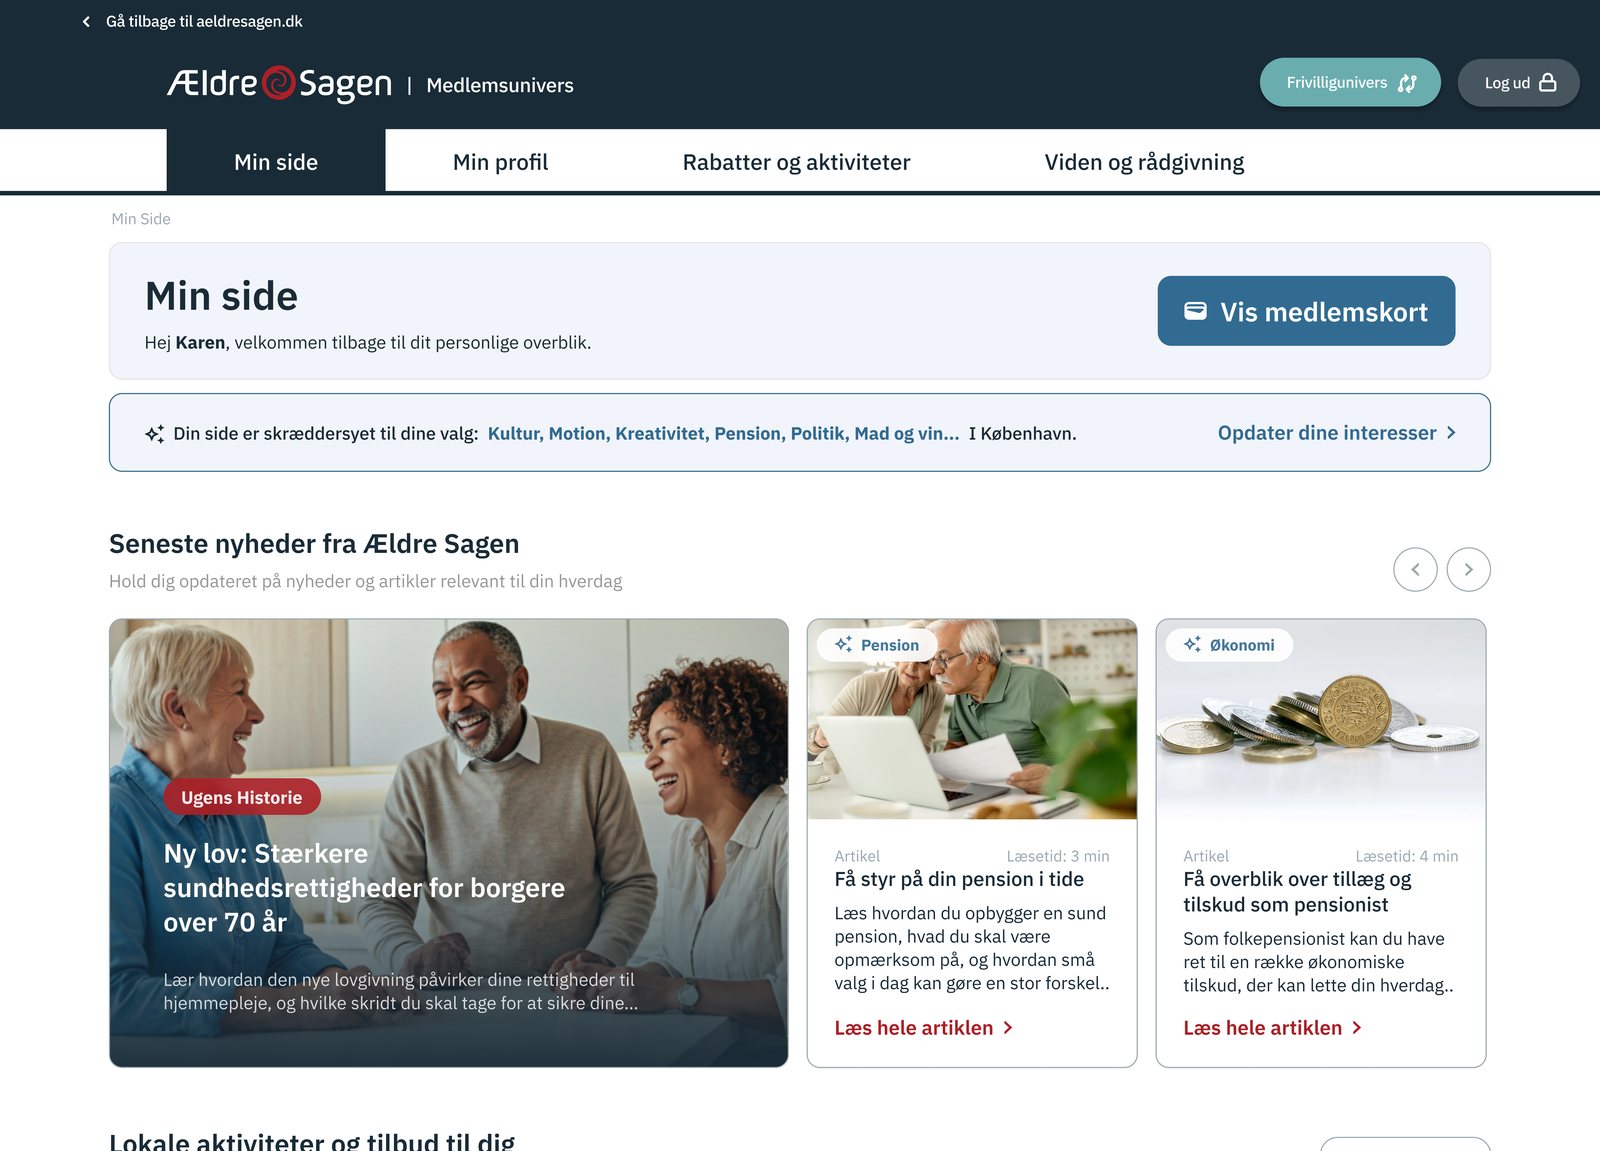 Gå tilbage til aeldresagen.dk
Ældre Sagen | Medlemsunivers
Frivilligunivers
Log ud
Min side
Min profil
Rabatter og aktiviteter
Viden og rådgivning
Min Side
Min side
Hej Karen, velkommen tilbage til dit personlige overblik.
Vis medlemskort
Din side er skræddersyet til dine valg: Kultur, Motion, Kreativitet, Pension, Politik, Mad og vin... I København.
Opdater dine interesser
Seneste nyheder fra Ældre Sagen
Hold dig opdateret på nyheder og artikler relevant til din hverdag
Ugens Historie
Ny lov: Stærkere
sundhedsrettigheder for borgere
over 70 år
Lær hvordan den nye lovgivning påvirker dine rettigheder til
hjemmepleje, og hvilke skridt du skal tage for at sikre dine...
Pension
Artikel
Læsetid: 3 min
Få styr på din pension i tide
Læs hvordan du opbygger en sund
pension, hvad du skal være
opmærksom på, og hvordan små
valg i dag kan gøre en stor forskel..
Læs hele artiklen
Økonomi
Artikel
Læsetid: 4 min
Få overblik over tillæg og
tilskud som pensionist
Som folkepensionist kan du have
ret til en række økonomiske
tilskud, der kan lette din hverdag..
Læs hele artiklen
Lokale aktiviteter og tilbud til dig